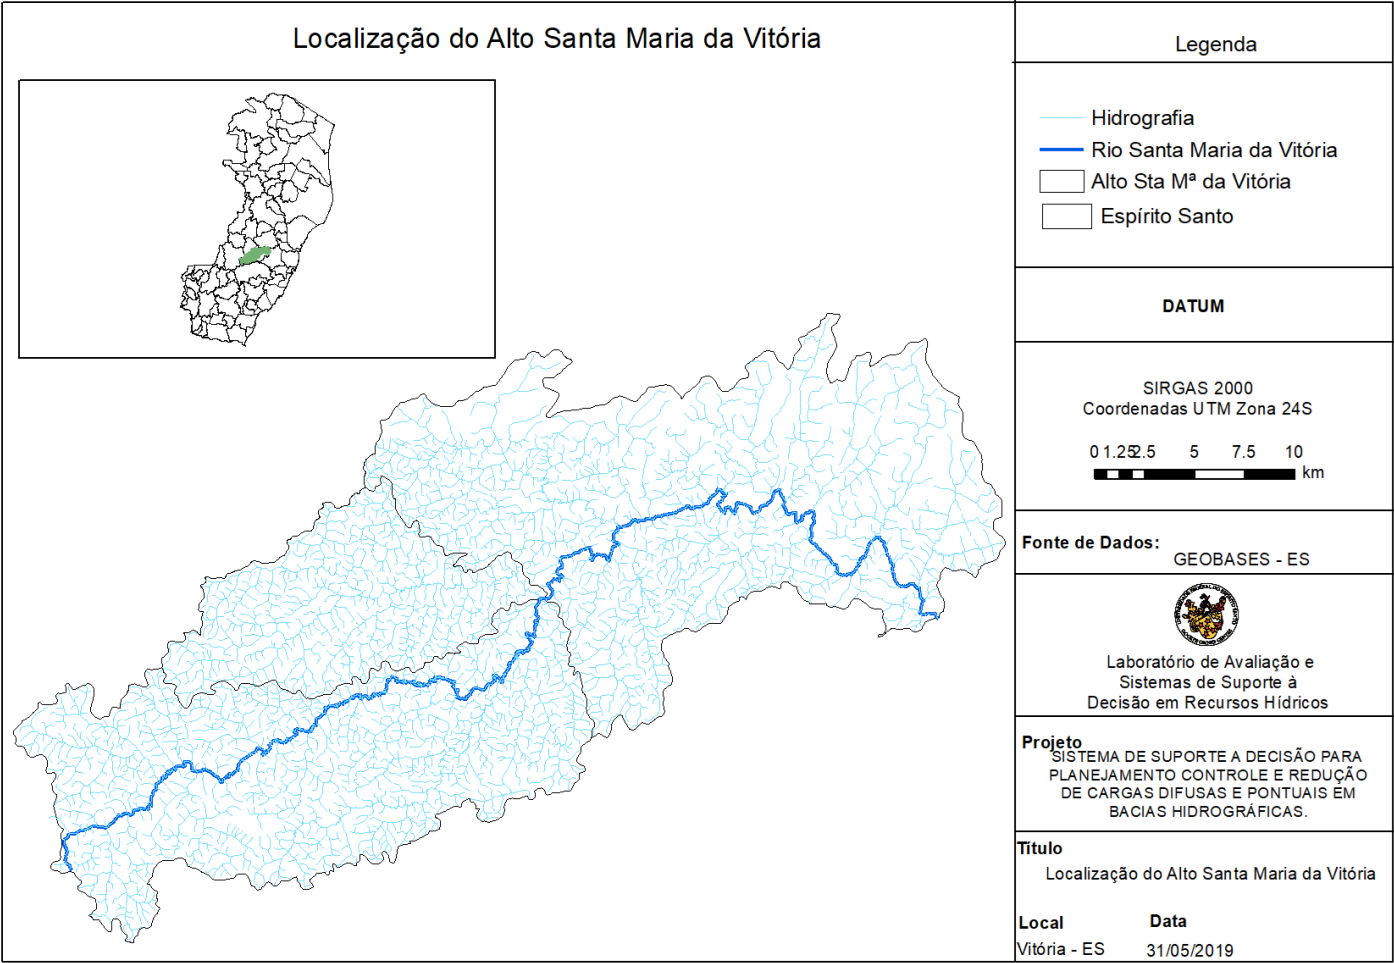 Localização do Alto Santa Maria da Vitória
Legenda
Hidrografia
Rio Santa Maria da Vitória
Alto Sta Mª da Vitória
Espírito Santo
DATUM
SIRGAS 2000
Coordenadas UTM Zona 24S
0 1.25 2.5 5 7.5 10
km
Fonte de Dados:
GEOBASES - ES
Laboratório de Avaliação e
Sistemas de Suporte à
Decisão em Recursos Hídricos
Projeto
SISTEMA DE SUPORTE A DECISÃO PARA
PLANEJAMENTO CONTROLE E REDUÇÃO
DE CARGAS DIFUSAS E PONTUAIS EM
BACIAS HIDROGRÁFICAS.
Título
Localização do Alto Santa Maria da Vitória
Local Data
Vitória - ES 31/05/2019